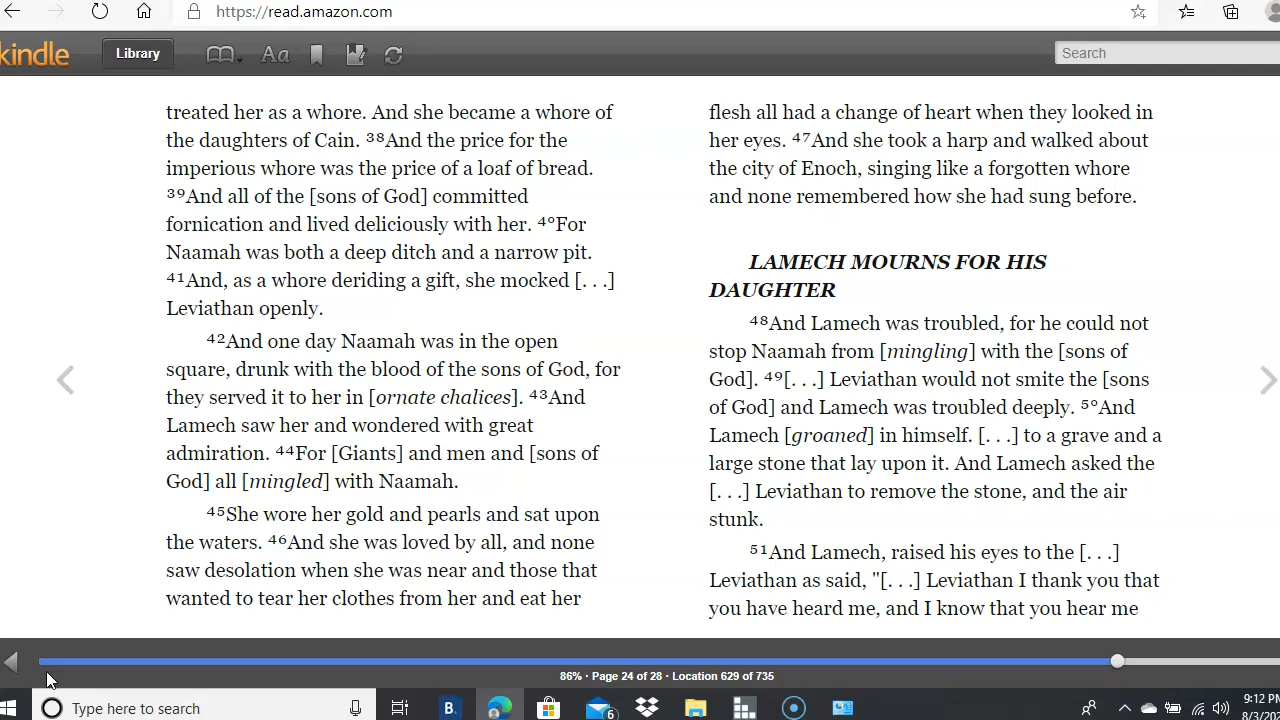 https://read.amazon.com
kindle
Library
Aa
Search
treated her as a whore. And she became a whore of
the daughters of Cain. ³⁸And the price for the
imperious whore was the price of a loaf of bread.
³⁹And all of the [sons of God] committed
fornication and lived deliciously with her. ⁴°For
Naamah was both a deep ditch and a narrow pit.
⁴¹And, as a whore deriding a gift, she mocked [. . .]
Leviathan openly.
⁴²And one day Naamah was in the open
square, drunk with the blood of the sons of God, for
they served it to her in [ornate chalices]. ⁴³And
Lamech saw her and wondered with great
admiration. ⁴⁴For [Giants] and men and [sons of
God] all [mingled] with Naamah.
⁴⁵She wore her gold and pearls and sat upon
the waters. ⁴⁶And she was loved by all, and none
saw desolation when she was near and those that
wanted to tear her clothes from her and eat her
flesh all had a change of heart when they looked in
her eyes. ⁴⁷And she took a harp and walked about
the city of Enoch, singing like a forgotten whore
and none remembered how she had sung before.
LAMECH MOURNS FOR HIS
DAUGHTER
⁴⁸And Lamech was troubled, for he could not
stop Naamah from [mingling] with the [sons of
God]. ⁴⁹[. . .] Leviathan would not smite the [sons
of God] and Lamech was troubled deeply. ⁵°And
Lamech [groaned] in himself. [. . .] to a grave and a
large stone that lay upon it. And Lamech asked the
[. . .] Leviathan to remove the stone, and the air
stunk.
⁵¹And Lamech, raised his eyes to the [. . .]
Leviathan as said, "[. . .] Leviathan I thank you that
you have heard me, and I know that you hear me
86% · Page 24 of 28 · Location 629 of 735
Type here to search
B.
6
9:12 PM
8/3/202